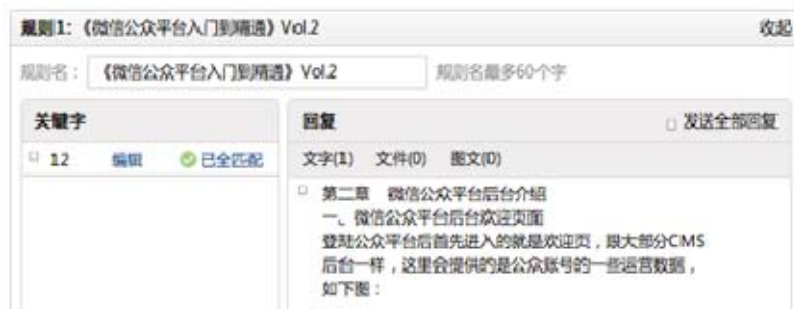 规则1:《微信公众平台入门到精通》Vol.2 收起
规则名: 《微信公众平台入门到精通》Vol.2 规则名最多60个字
关键字 回复 发送全部回复
12 编辑 已全匹配 文字(1) 文件(0) 图文(0)
第二章 微信公众平台后台介绍
一、微信公众平台后台欢迎页面
登陆公众平台后首先进入的就是欢迎页，跟大部分CMS
后台一样，这里会提供的是公众账号的一些运营数据，
如下图：